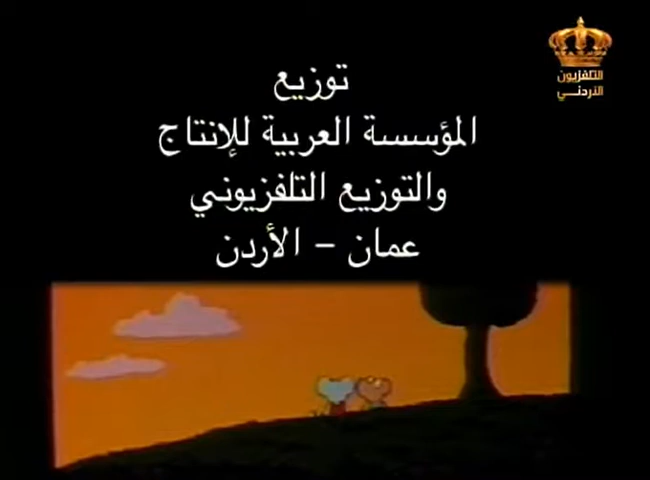 التلفزيون
الأردني
توزيع
المؤسسة العربية للإنتاج
والتوزيع التلفزيوني
عمان - الأردن